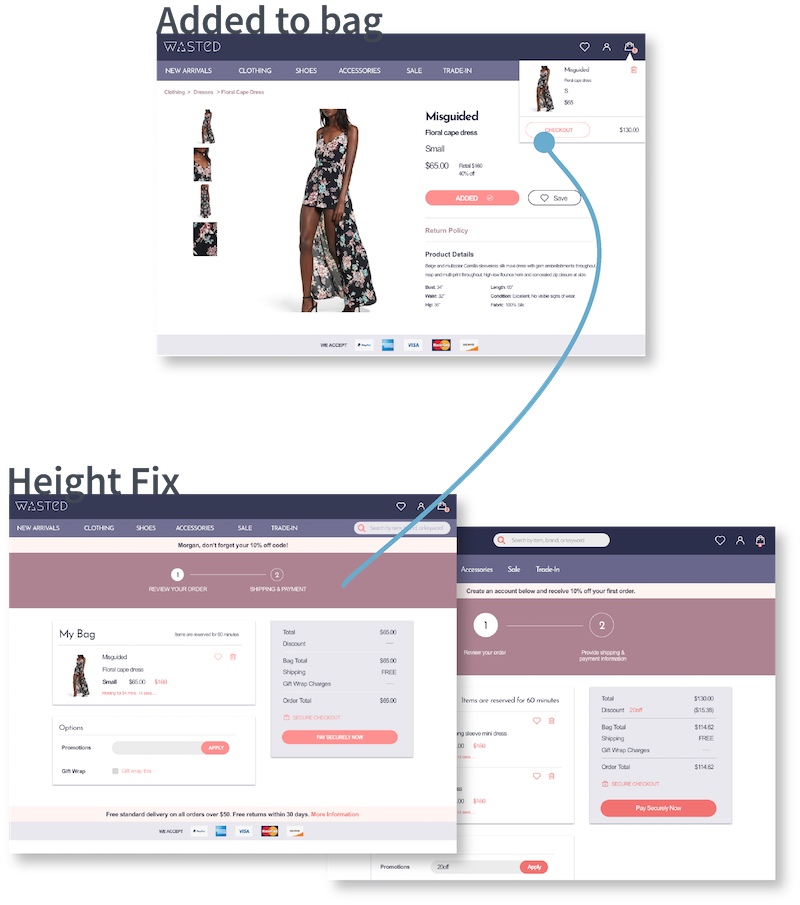 Added to bag
WASTED
NEW ARRIVALS CLOTHING SHOES ACCESSORIES SALE TRADE-IN
Clothing > Dresses > Floral Cape Dress
Misguided
Floral cape dress
S
$65
CHECKOUT $130.00
Misguided
Floral cape dress
Small
$65.00 Retail $160
40% off
ADDED Save
Return Policy
Product Details
Beige and multicolor Camilla sleeveless silk maxi dress with gem embellishments throughout,
map and multi-print throughout, high-low flounce hem and concealed zip closure at side.
Bust: 34" Length: 65"
Waist: 32" Condition: Excellent. No visible signs of wear.
Hip: 36" Fabric: 100% Silk
WE ACCEPT PayPal VISA
Height Fix
WASTED
NEW ARRIVALS CLOTHING SHOES ACCESSORIES SALE TRADE-IN Search by item, brand, or keyword
Morgan, don't forget your 10% off code!
1 2
REVIEW YOUR ORDER SHIPPING & PAYMENT
My Bag Items are reserved for 60 minutes
Misguided
Floral cape dress
Small $65.00 $160
Options
Promotions APPLY
Gift Wrap Gift wrap this
Total $65.00
Discount ----
Bag Total $65.00
Shipping FREE
Gift Wrap Charges ----
Order Total $65.00
SECURE CHECKOUT
PAY SECURELY NOW
Free standard delivery on all orders over $50. Free returns within 30 days. More Information
WE ACCEPT PayPal VISA
Search by item, brand, or keyword
Accessories Sale Trade-In
Create an account below and receive 10% off your first order.
1 2
Review your order Provide shipping &
payment information
Items are reserved for 60 minutes
ng sleeve mini dress
00 $160
ss
00 $160
Promotions 20off Apply
Total $130.00
Discount 20off ($15.38)
Bag Total $114.62
Shipping FREE
Gift Wrap Charges ----
Order Total $114.62
SECURE CHECKOUT
Pay Securely Now